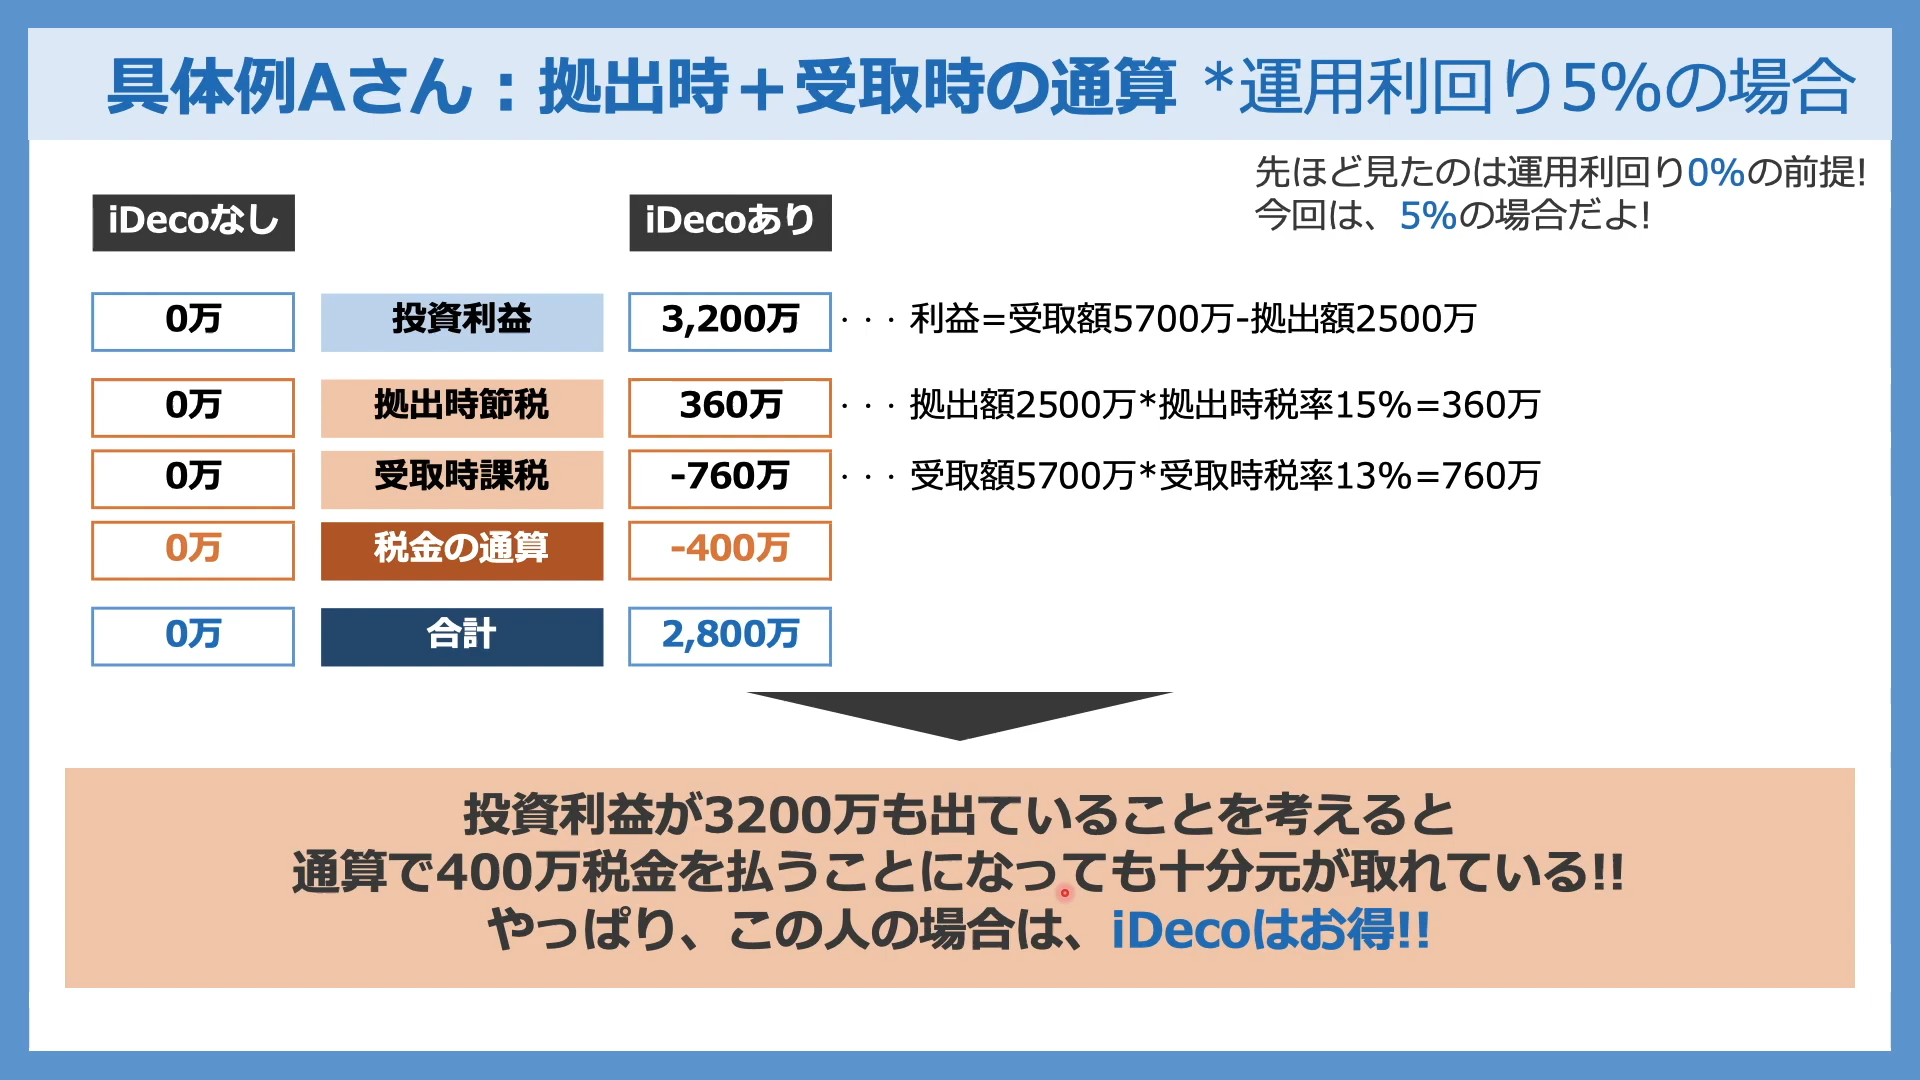 具体例Aさん：拠出時＋受取時の通算 *運用利回り5%の場合
先ほど見たのは運用利回り0%の前提!
今回は、5%の場合だよ!
iDecoなし iDecoあり
0万 投資利益 3,200万 ･･･ 利益=受取額5700万-拠出額2500万
0万 拠出時節税 360万 ･･･ 拠出額2500万*拠出時税率15%=360万
0万 受取時課税 -760万 ･･･ 受取額5700万*受取時税率13%=760万
0万 税金の通算 -400万
0万 合計 2,800万
投資利益が3200万も出ていることを考えると
通算で400万税金を払うことになっても十分元が取れている!!
やっぱり、この人の場合は、iDecoはお得!!